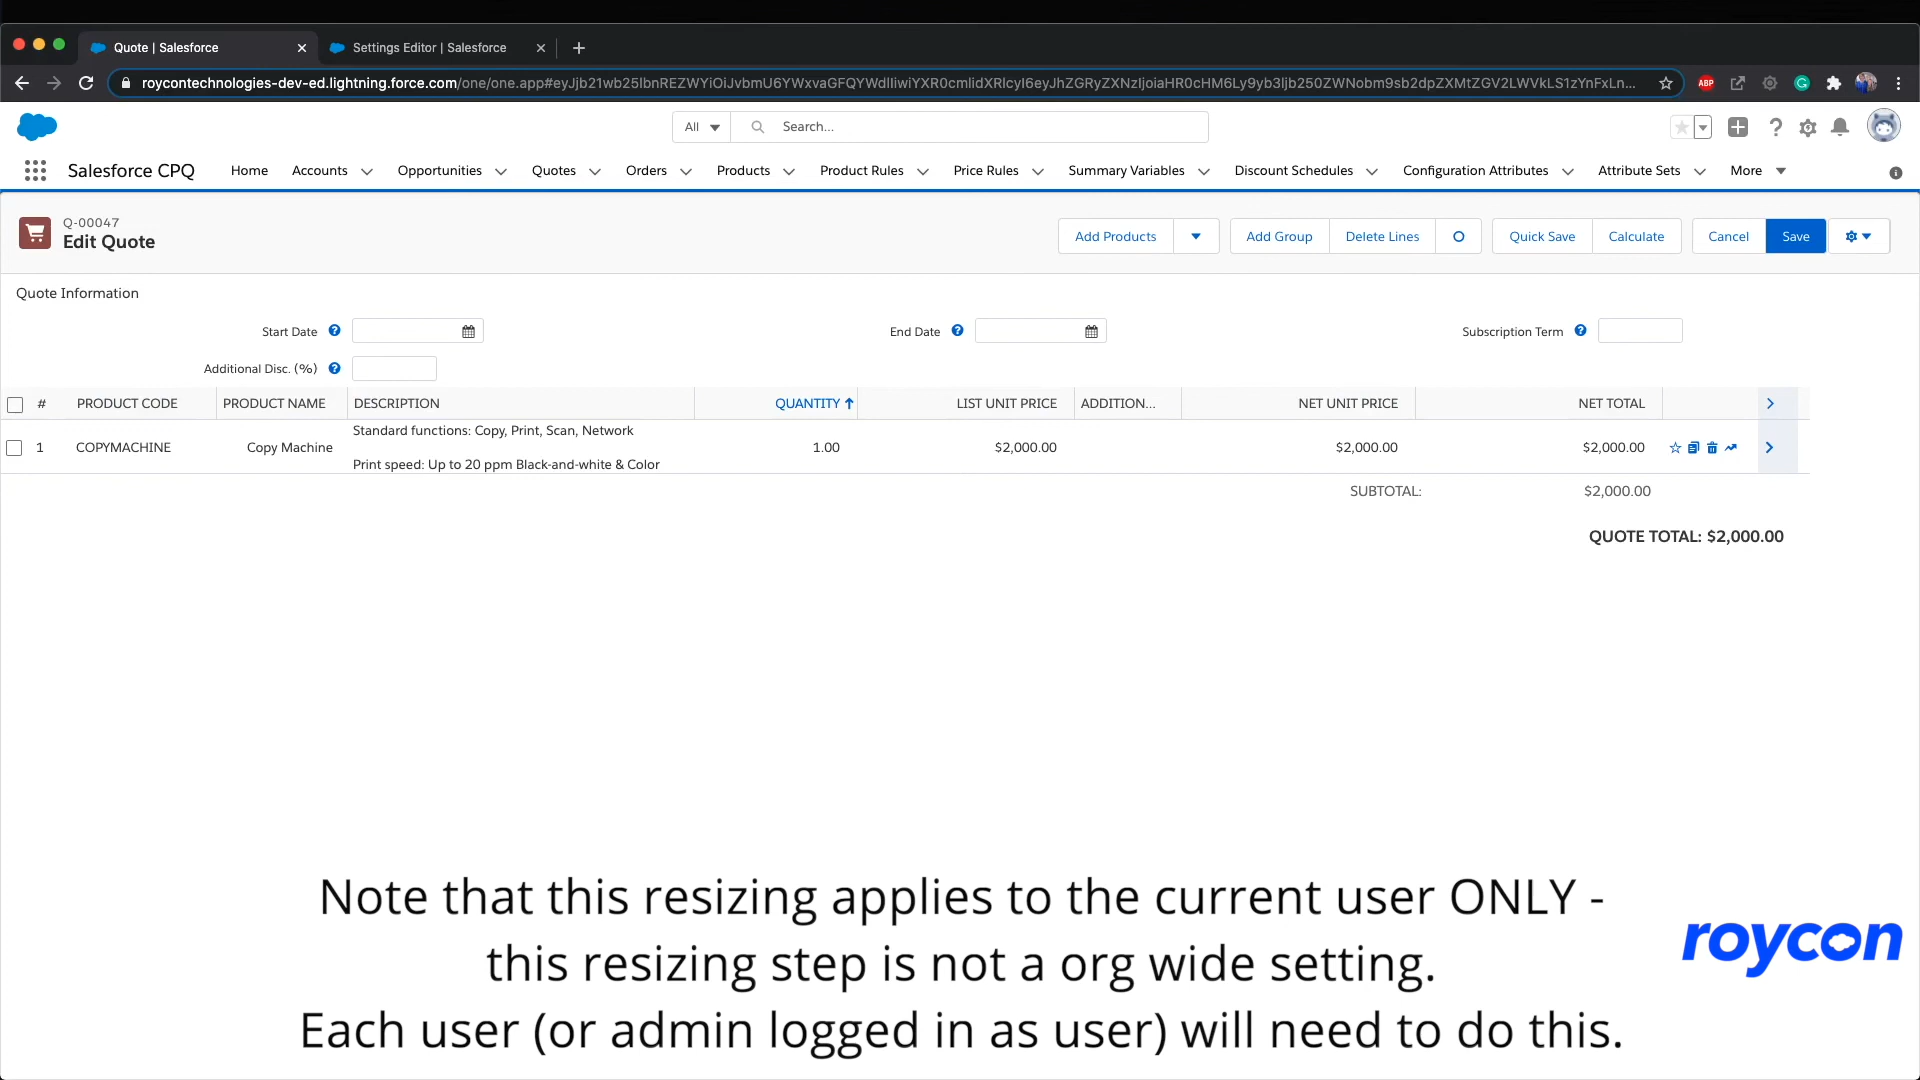 Quote | Salesforce
Settings Editor | Salesforce
roycontechnologies-dev-ed.lightning.force.com/one/one.app#
ABP
All
Search...
Salesforce CPQ
Home
Accounts
Opportunities
Quotes
Orders
Products
Product Rules
Price Rules
Summary Variables
Discount Schedules
Configuration Attributes
Attribute Sets
More
Q-00047
Edit Quote
Add Products
Add Group
Delete Lines
Quick Save
Calculate
Cancel
Save
Quote Information
Start Date
End Date
Subscription Term
Additional Disc. (%)
# PRODUCT CODE PRODUCT NAME DESCRIPTION QUANTITY LIST UNIT PRICE ADDITION... NET UNIT PRICE NET TOTAL
1 COPYMACHINE Copy Machine Standard functions: Copy, Print, Scan, Network
Print speed: Up to 20 ppm Black-and-white & Color
1.00 $2,000.00 $2,000.00 $2,000.00
SUBTOTAL: $2,000.00
QUOTE TOTAL: $2,000.00
Note that this resizing applies to the current user ONLY -
this resizing step is not a org wide setting.
Each user (or admin logged in as user) will need to do this.
roycon